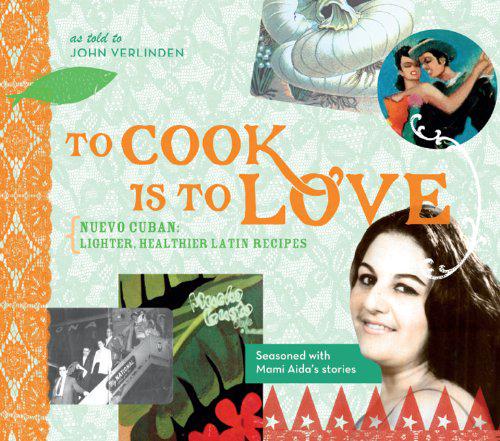 as told to
JOHN VERLINDEN
TO COOK
IS TO LOVE
NUEVO CUBAN:
LIGHTER, HEALTHIER LATIN RECIPES
NATIONAL
Seasoned with
Mami Aida's stories